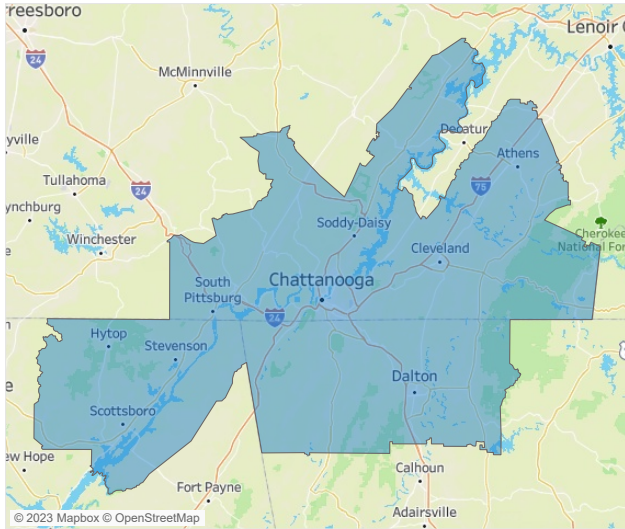 reesboro
Lenoir C
24
McMinnville
Decatur
yville
Athens
Tullahoma
24
75
ynchburg
Soddy-Daisy
Winchester
Cleveland
Cherokee
National For
e
South
Pittsburg
Chattanooga
24
Hytop
Stevenson
Dalton
e
Scottsboro
ew Hope
Calhoun
Fort Payne
Adairsville
© 2023 Mapbox © OpenStreetMap